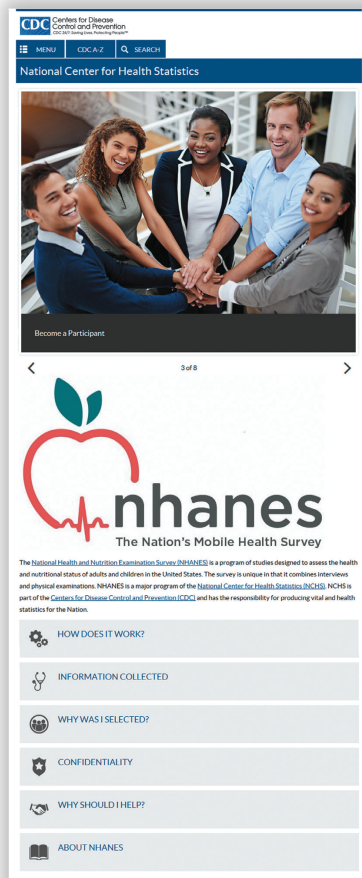 CDC Centers for Disease
Control and Prevention
CDC 24/7: Saving Lives, Protecting People™
MENU CDC A-Z SEARCH
National Center for Health Statistics
Become a Participant
3 of 8
nhanes
The Nation's Mobile Health Survey
The National Health and Nutrition Examination Survey (NHANES) is a program of studies designed to assess the health
and nutritional status of adults and children in the United States. The survey is unique in that it combines interviews
and physical examinations. NHANES is a major program of the National Center for Health Statistics (NCHS). NCHS is
part of the Centers for Disease Control and Prevention (CDC) and has the responsibility for producing vital and health
statistics for the Nation.
HOW DOES IT WORK?
INFORMATION COLLECTED
WHY WAS I SELECTED?
CONFIDENTIALITY
WHY SHOULD I HELP?
ABOUT NHANES